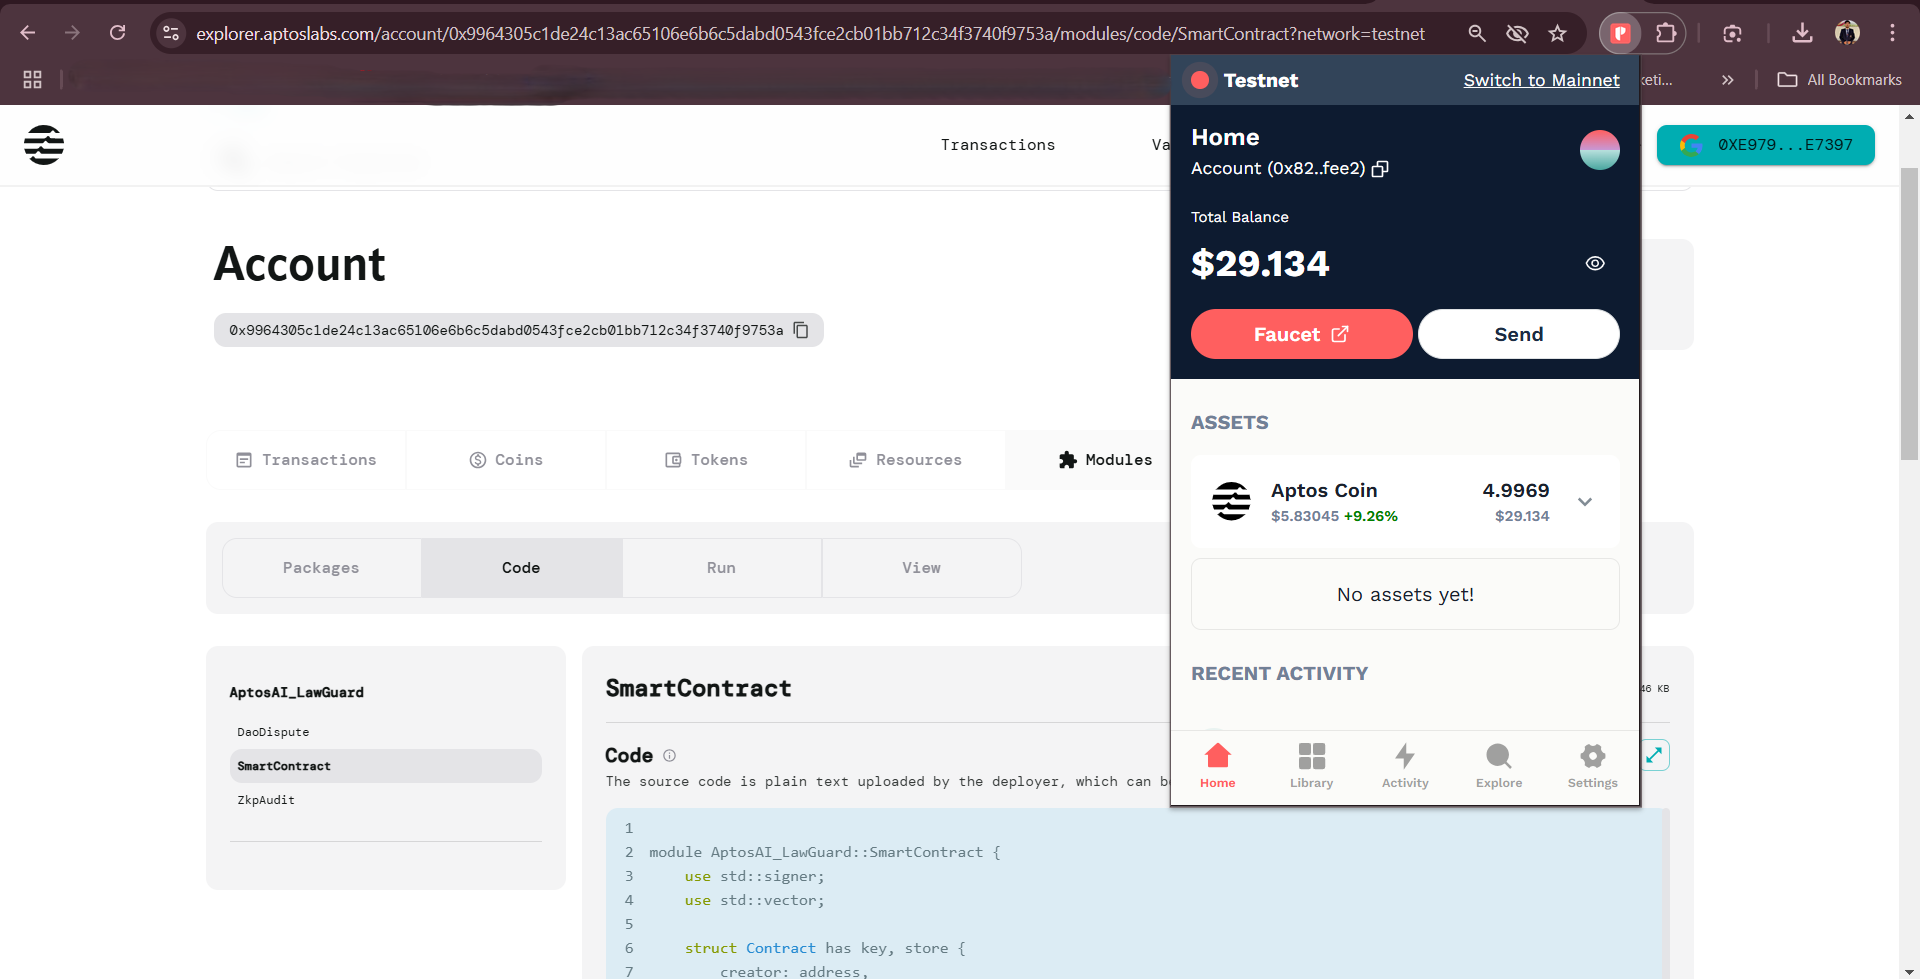 explorer.aptoslabs.com/account/0x9964305c1de24c13ac65106e6b6c5dabd0543fce2cb01bb712c34f3740f9753a/modules/code/SmartContract?network=testnet
keti...
All Bookmarks
Transactions
Va
0XE979...E7397
Account
0x9964305c1de24c13ac65106e6b6c5dabd0543fce2cb01bb712c34f3740f9753a
Transactions
Coins
Tokens
Resources
Modules
Packages
Code
Run
View
AptosAI_LawGuard
DaoDispute
SmartContract
ZkpAudit
SmartContract
46 KB
Code
The source code is plain text uploaded by the deployer, which can b
1
2 module AptosAI_LawGuard::SmartContract {
3 use std::signer;
4 use std::vector;
5
6 struct Contract has key, store {
7 creator: address,
Testnet
Switch to Mainnet
Home
Account (0x82..fee2)
Total Balance
$29.134
Faucet
Send
ASSETS
Aptos Coin 4.9969
$5.83045 +9.26% $29.134
No assets yet!
RECENT ACTIVITY
Home
Library
Activity
Explore
Settings